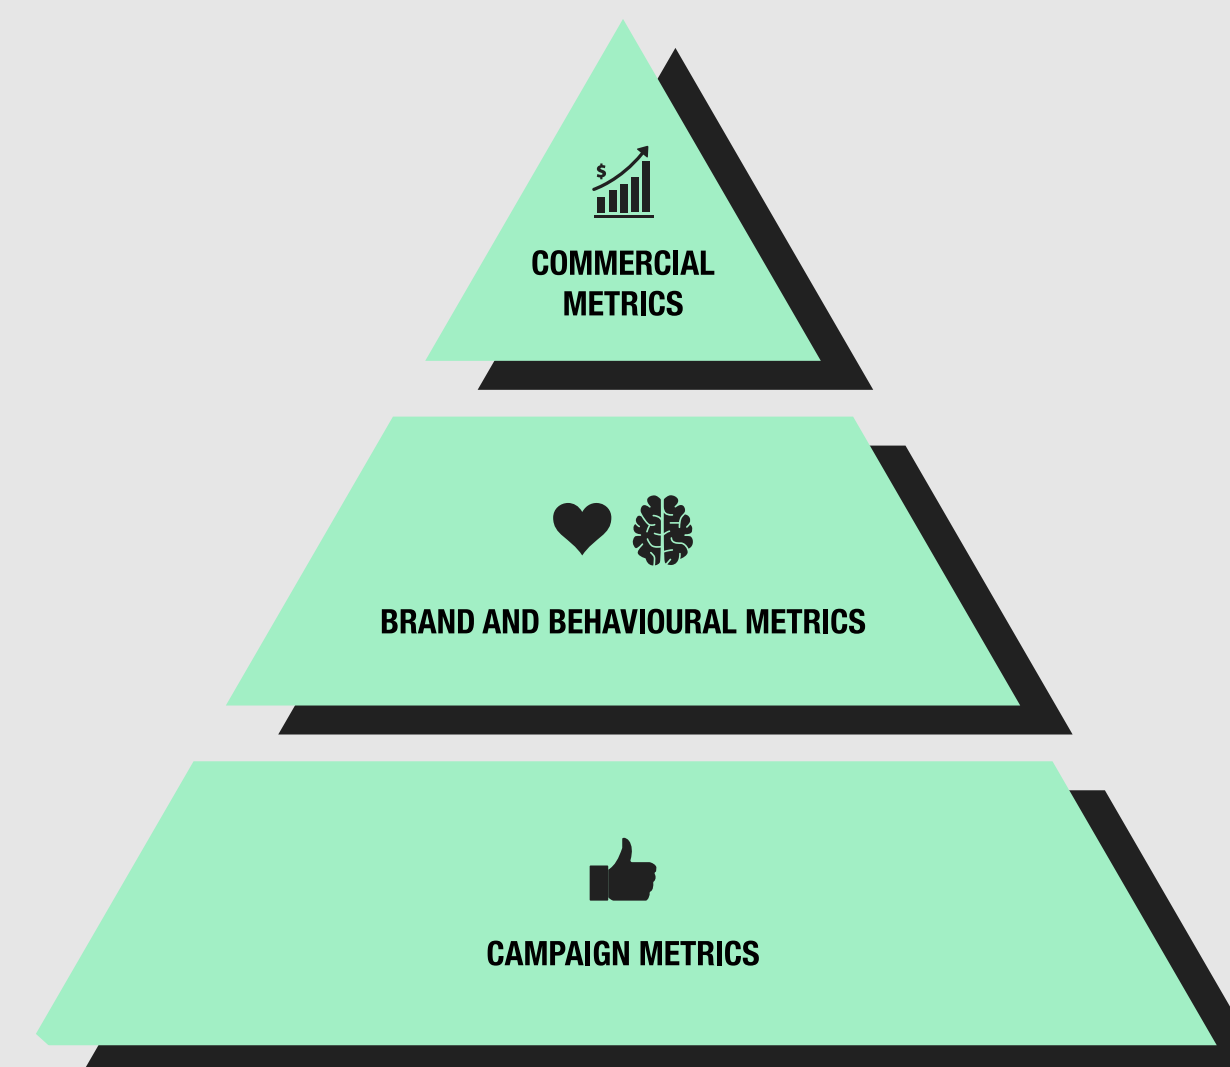 $
COMMERCIAL
METRICS
BRAND AND BEHAVIOURAL METRICS
CAMPAIGN METRICS